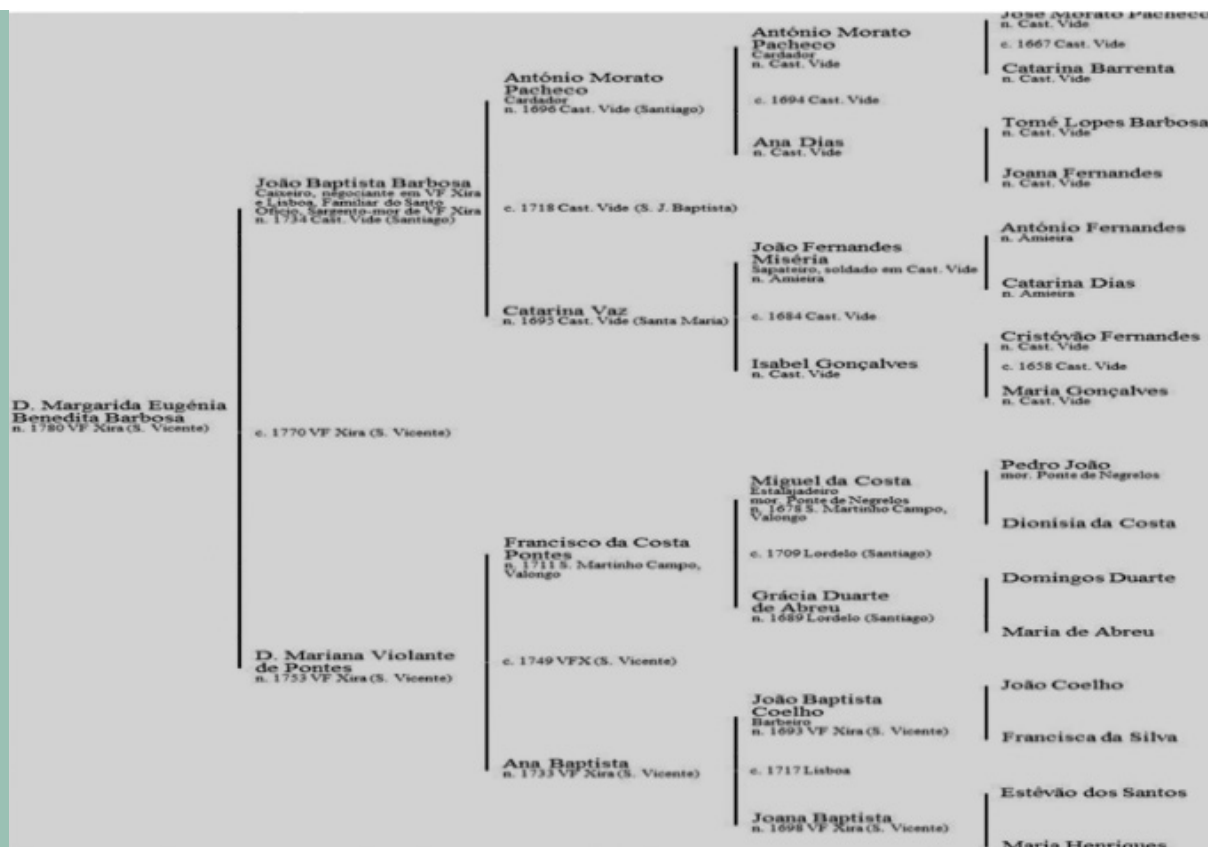 D. Margarida Eugénia
Benedita Barbosa
n. 1780 VF Xira (S. Vicente)
João Baptista Barbosa
Caixeiro, negociante em VF Xira
e Lisboa, Familiar do Santo
Ofício, Sargento-mor de VF Xira
n. 1734 Cast. Vide (Santiago)
c. 1770 VF Xira (S. Vicente)
D. Mariana Violante
de Pontes
n. 1753 VF Xira (S. Vicente)
António Morato
Pacheco
Cardador
n. 1696 Cast. Vide (Santiago)
c. 1718 Cast. Vide (S. J. Baptista)
Catarina Vaz
n. 1695 Cast. Vide (Santa Maria)
Francisco da Costa
Pontes
n. 1711 S. Martinho Campo,
Valongo
c. 1749 VFX (S. Vicente)
Ana Baptista
n. 1733 VF Xira (S. Vicente)
António Morato
Pacheco
Cardador
n. Cast. Vide
c. 1694 Cast. Vide
Ana Dias
n. Cast. Vide
João Fernandes
Miséria
Sapateiro, soldado em Cast. Vide
n. Amieira
c. 1684 Cast. Vide
Isabel Gonçalves
n. Cast. Vide
Miguel da Costa
Estalajadeiro
mor. Ponte de Negrelos
n. 1678 S. Martinho Campo,
Valongo
c. 1709 Lordelo (Santiago)
Grácia Duarte
de Abreu
n. 1689 Lordelo (Santiago)
João Baptista
Coelho
Barbeiro
n. 1693 VF Xira (S. Vicente)
c. 1717 Lisboa
Joana Baptista
n. 1698 VF Xira (S. Vicente)
José Morato Pacheco
n. Cast. Vide
c. 1667 Cast. Vide
Catarina Barrenta
n. Cast. Vide
Tomé Lopes Barbosa
n. Cast. Vide
Joana Fernandes
n. Cast. Vide
António Fernandes
n. Amieira
Catarina Dias
n. Amieira
Cristóvão Fernandes
n. Cast. Vide
c. 1658 Cast. Vide
Maria Gonçalves
n. Cast. Vide
Pedro João
mor. Ponte de Negrelos
Dionísia da Costa
Domingos Duarte
Maria de Abreu
João Coelho
Francisca da Silva
Estêvão dos Santos
Maria Henriques